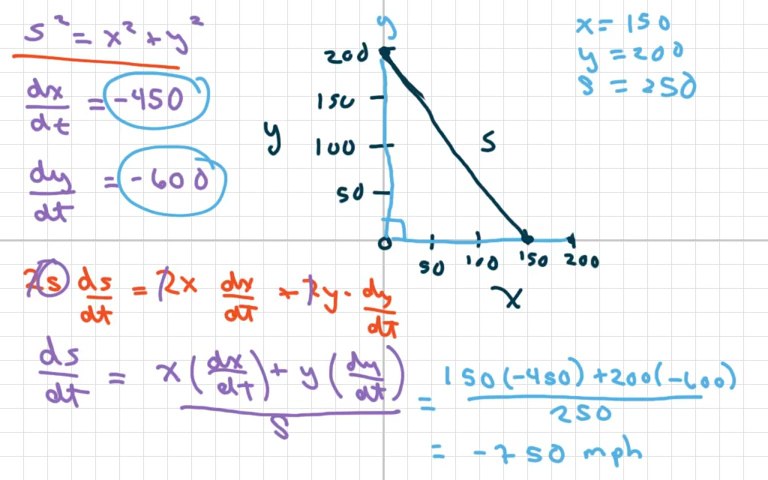 s² = x² + y²
dx/dt = -450
dy/dt = -600
y
200
150
100
50
0
50 100 150 200
y
s
x
x = 150
y = 200
s = 250
2s ds/dt = 2x dx/dt + 2y · dy/dt
ds/dt = x(dx/dt) + y(dy/dt) / s = 150(-450) + 200(-600) / 250
= -750 mph